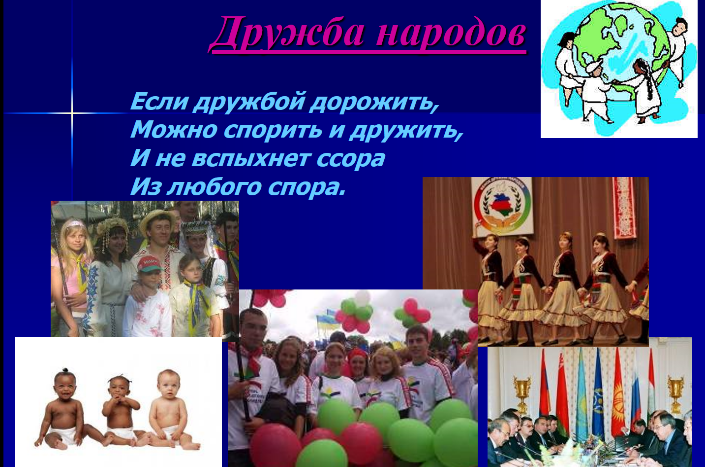 Дружба народов
Если дружбой дорожить,
Можно спорить и дружить,
И не вспыхнет ссора
Из любого спора.